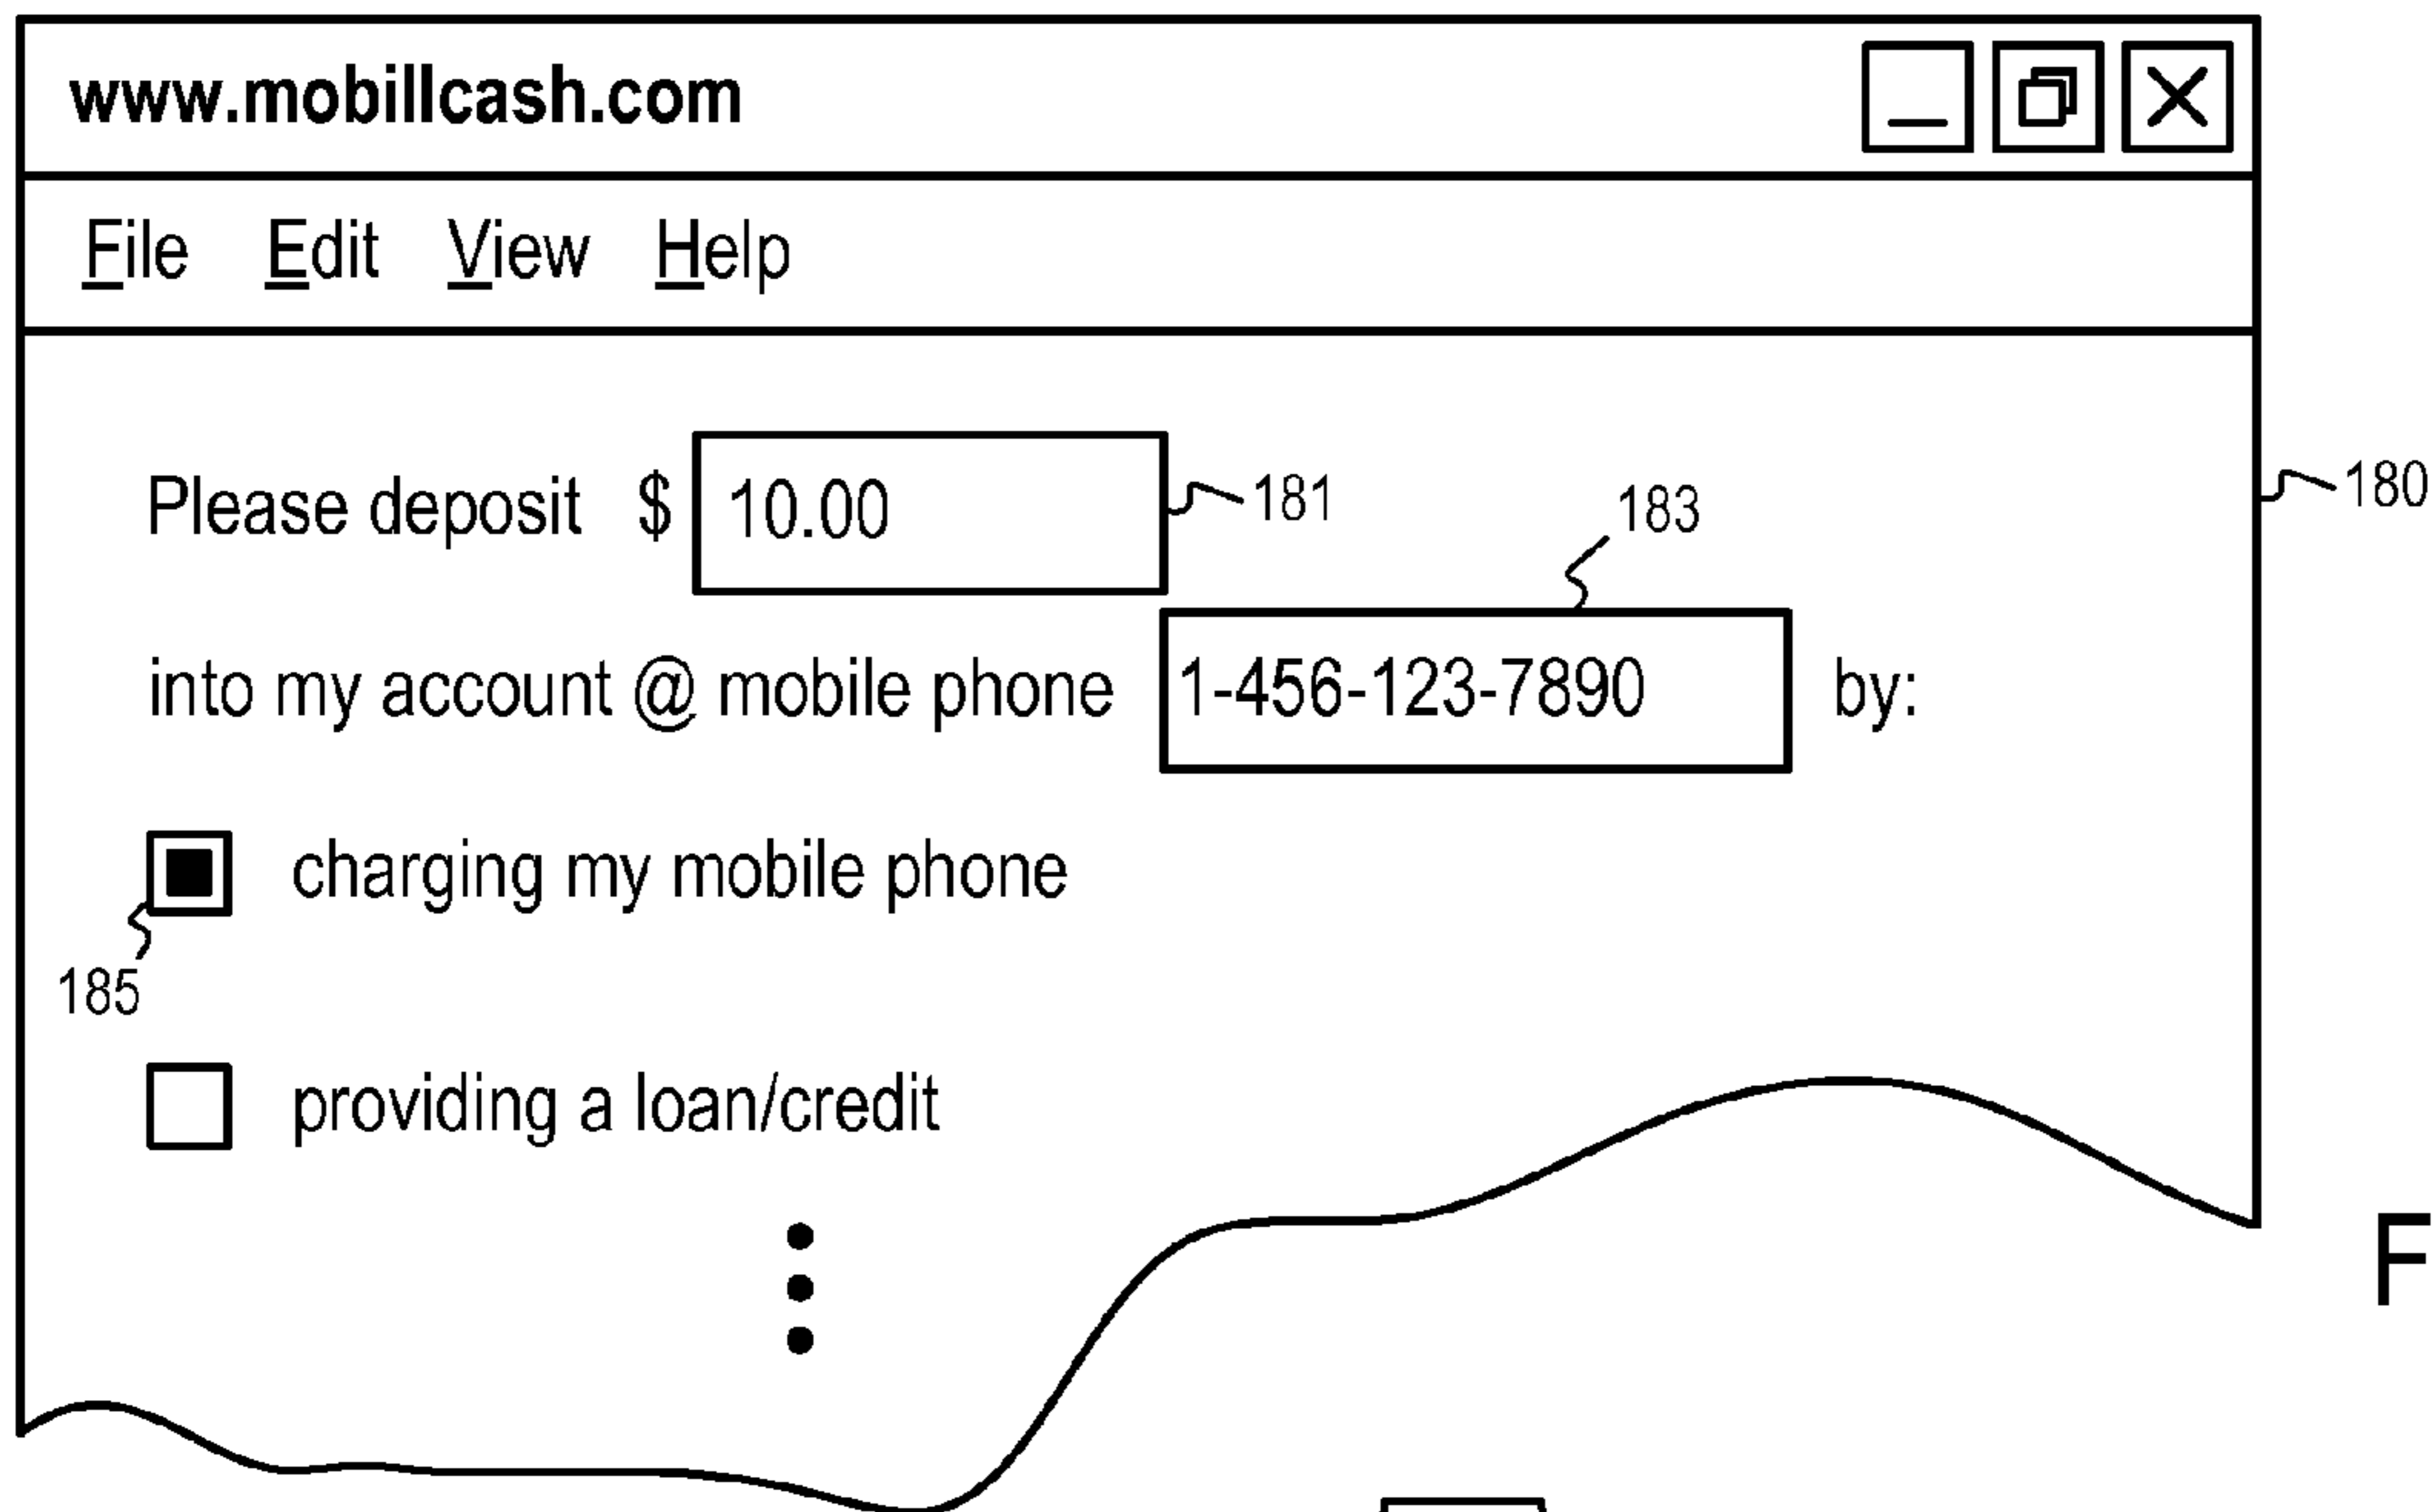 www.mobillcash.com
File Edit View Help
Please deposit $ 10.00
181
180
183
into my account @ mobile phone 1-456-123-7890 by:
charging my mobile phone
185
providing a loan/credit
F